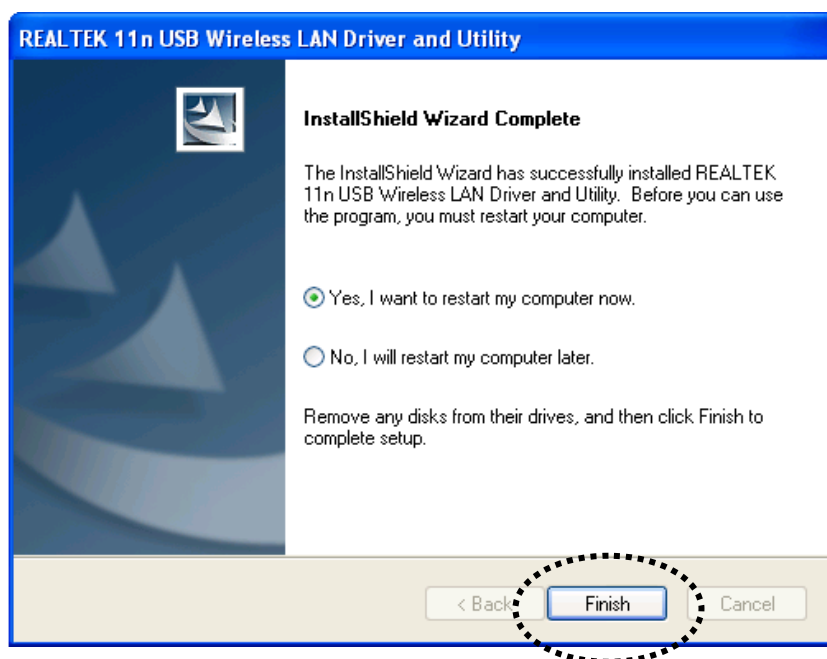 REALTEK 11n USB Wireless LAN Driver and Utility
InstallShield Wizard Complete
The InstallShield Wizard has successfully installed REALTEK
11n USB Wireless LAN Driver and Utility. Before you can use
the program, you must restart your computer.
Yes, I want to restart my computer now.
No, I will restart my computer later.
Remove any disks from their drives, and then click Finish to
complete setup.
< Back Finish Cancel